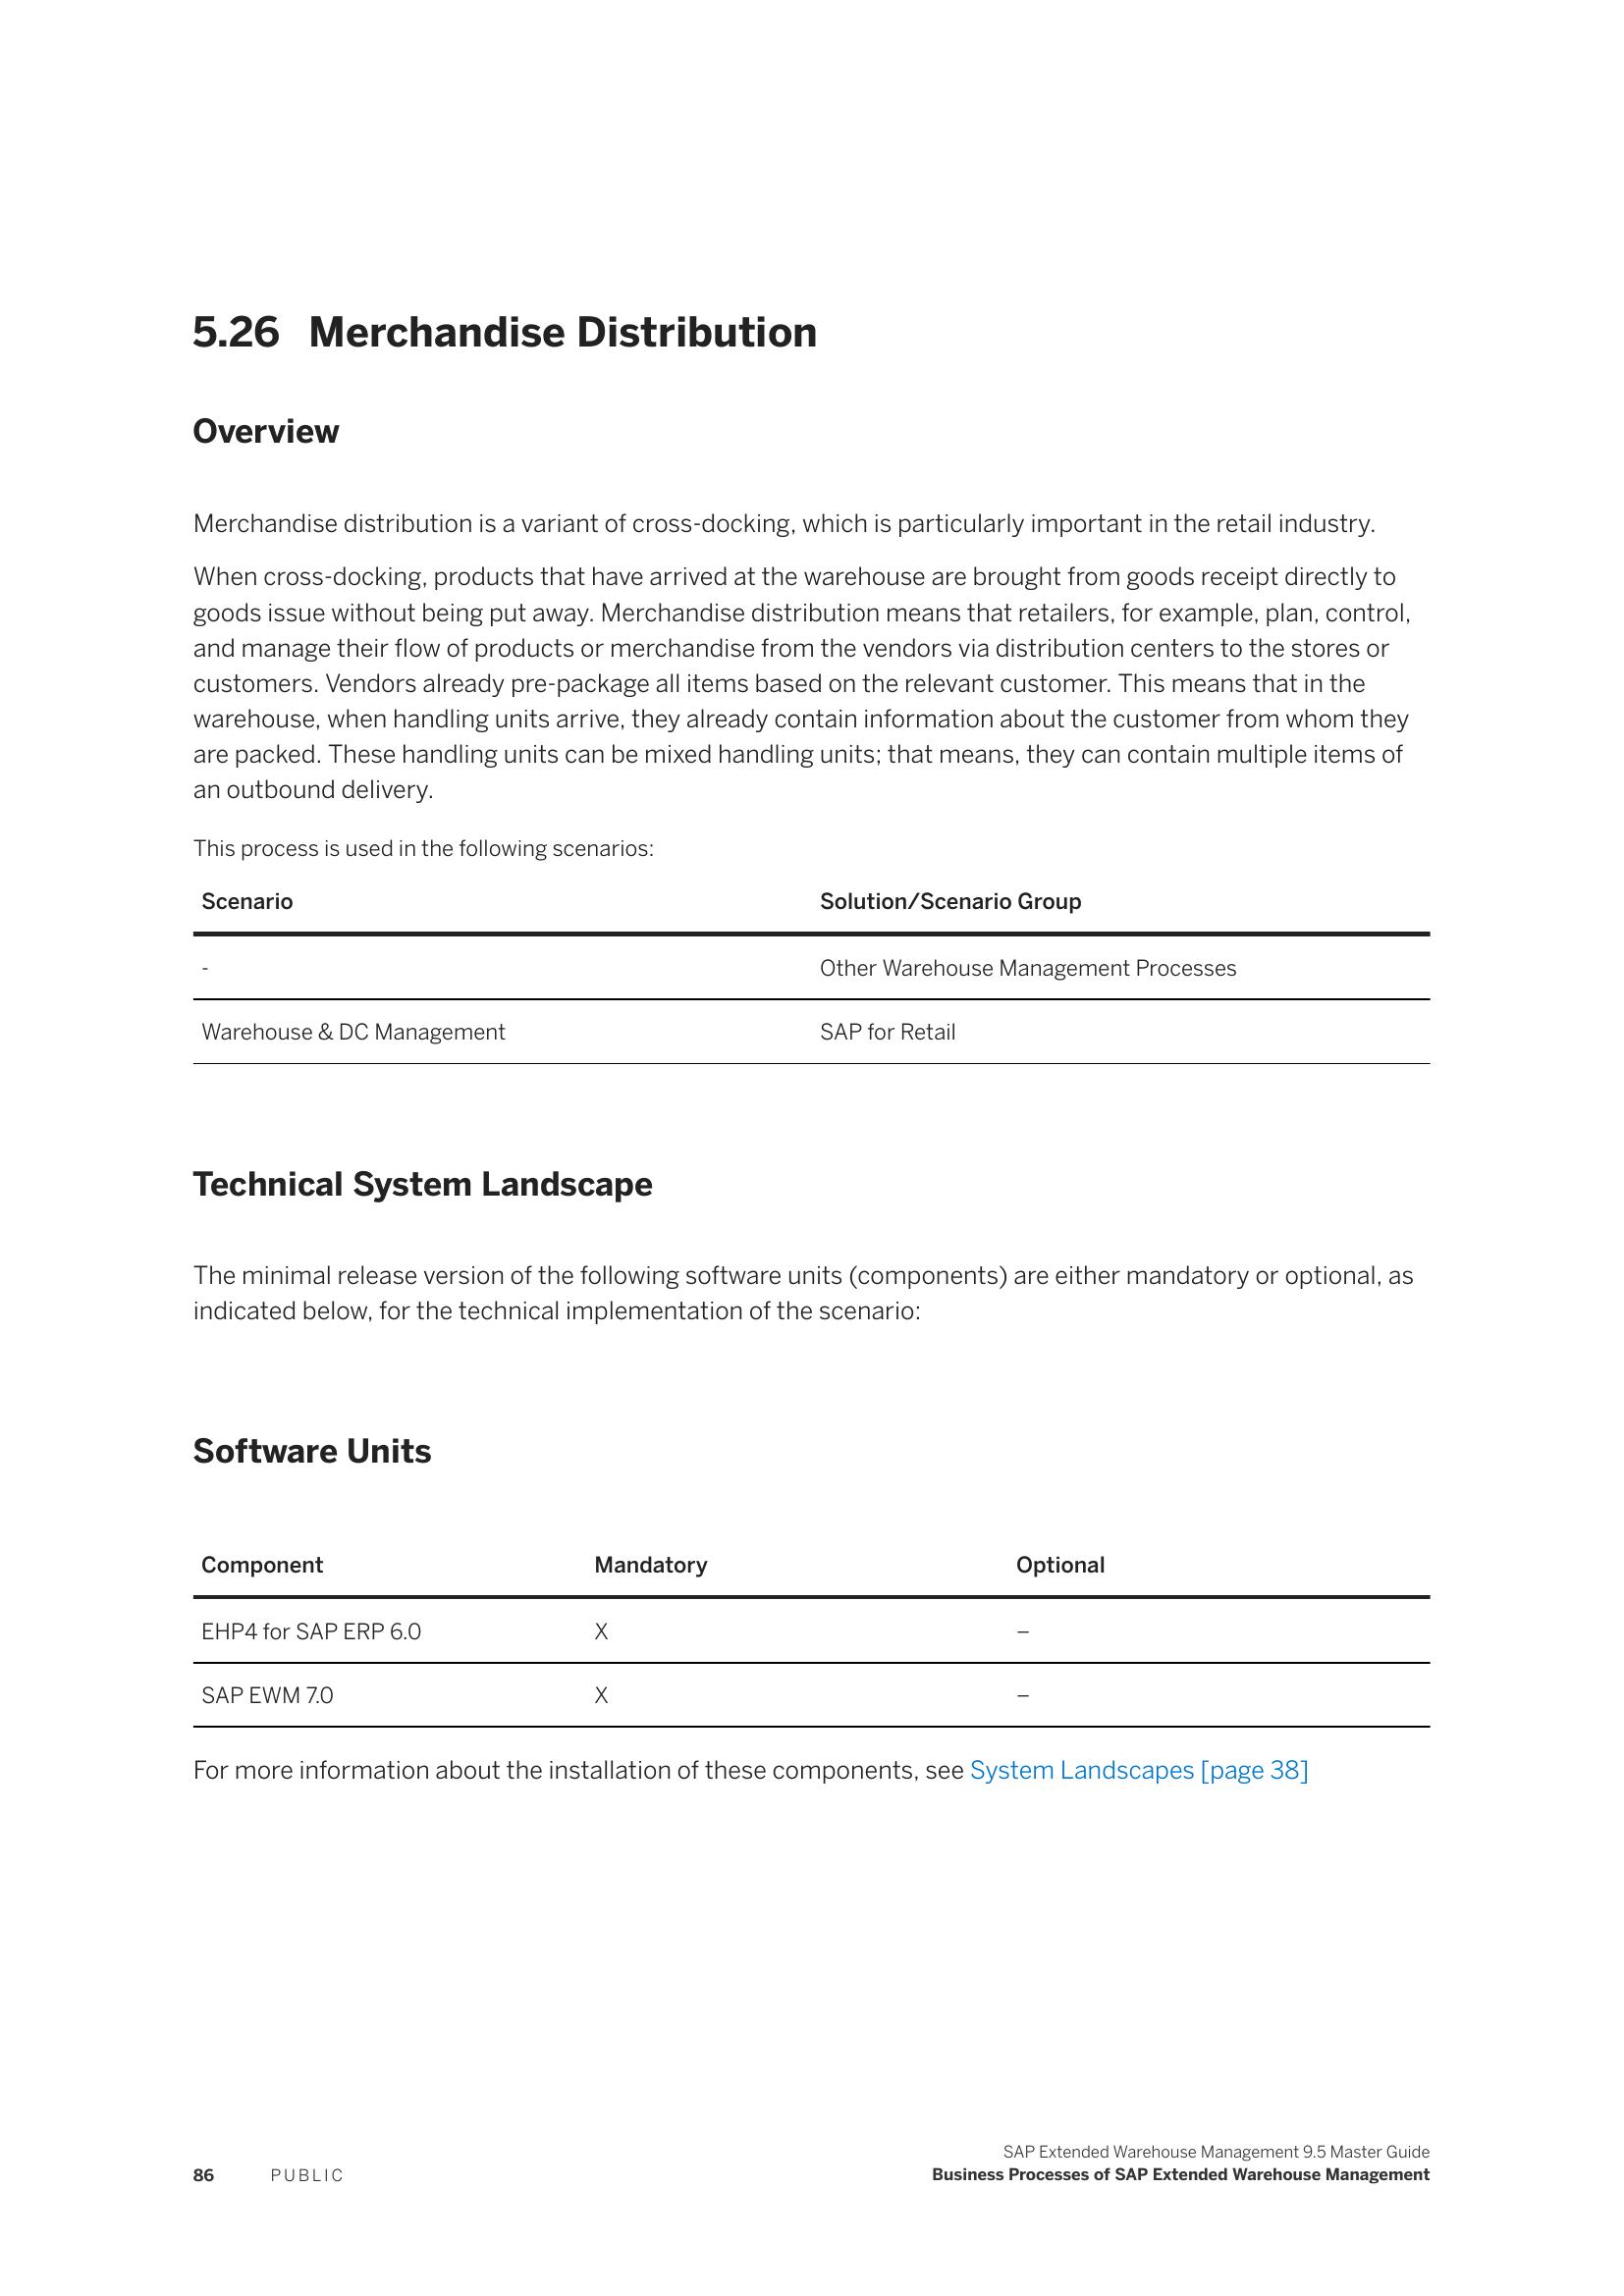 5.26 Merchandise Distribution
Overview
Merchandise distribution is a variant of cross-docking, which is particularly important in the retail industry.
When cross-docking, products that have arrived at the warehouse are brought from goods receipt directly to
goods issue without being put away. Merchandise distribution means that retailers, for example, plan, control,
and manage their flow of products or merchandise from the vendors via distribution centers to the stores or
customers. Vendors already pre-package all items based on the relevant customer. This means that in the
warehouse, when handling units arrive, they already contain information about the customer from whom they
are packed. These handling units can be mixed handling units; that means, they can contain multiple items of
an outbound delivery.
This process is used in the following scenarios:
Scenario Solution/Scenario Group
- Other Warehouse Management Processes
Warehouse & DC Management SAP for Retail
Technical System Landscape
The minimal release version of the following software units (components) are either mandatory or optional, as
indicated below, for the technical implementation of the scenario:
Software Units
Component Mandatory Optional
EHP4 for SAP ERP 6.0 X –
SAP EWM 7.0 X –
For more information about the installation of these components, see System Landscapes [page 38]
SAP Extended Warehouse Management 9.5 Master Guide
86 PUBLIC Business Processes of SAP Extended Warehouse Management